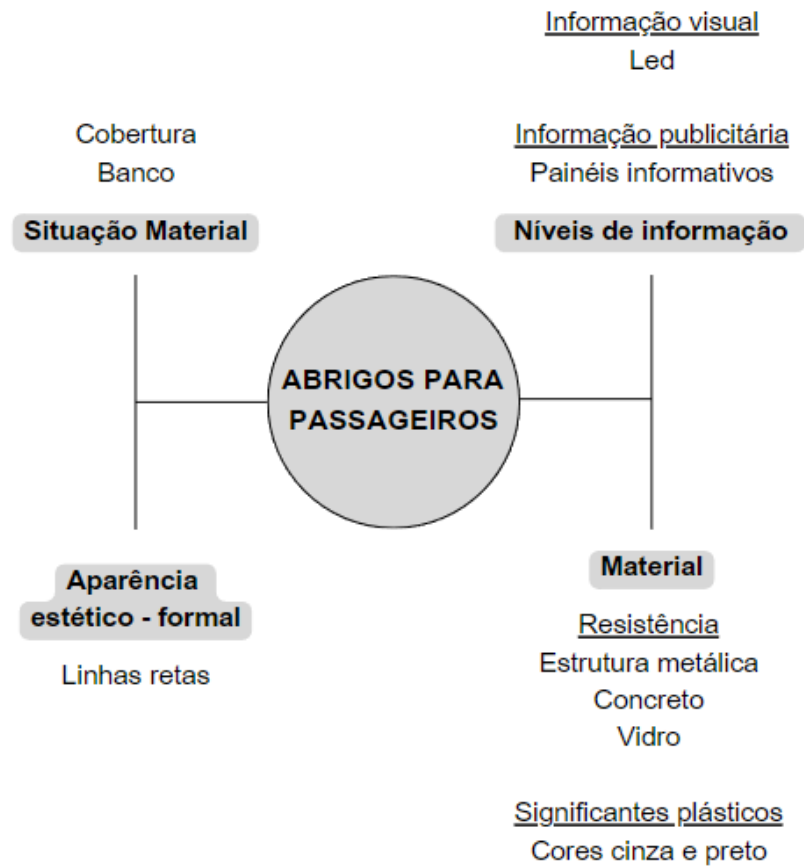 Informação visual
Led
Informação publicitária
Painéis informativos
Níveis de informação
Cobertura
Banco
Situação Material
ABRIGOS PARA
PASSAGEIROS
Aparência
estético - formal
Linhas retas
Material
Resistência
Estrutura metálica
Concreto
Vidro
Significantes plásticos
Cores cinza e preto